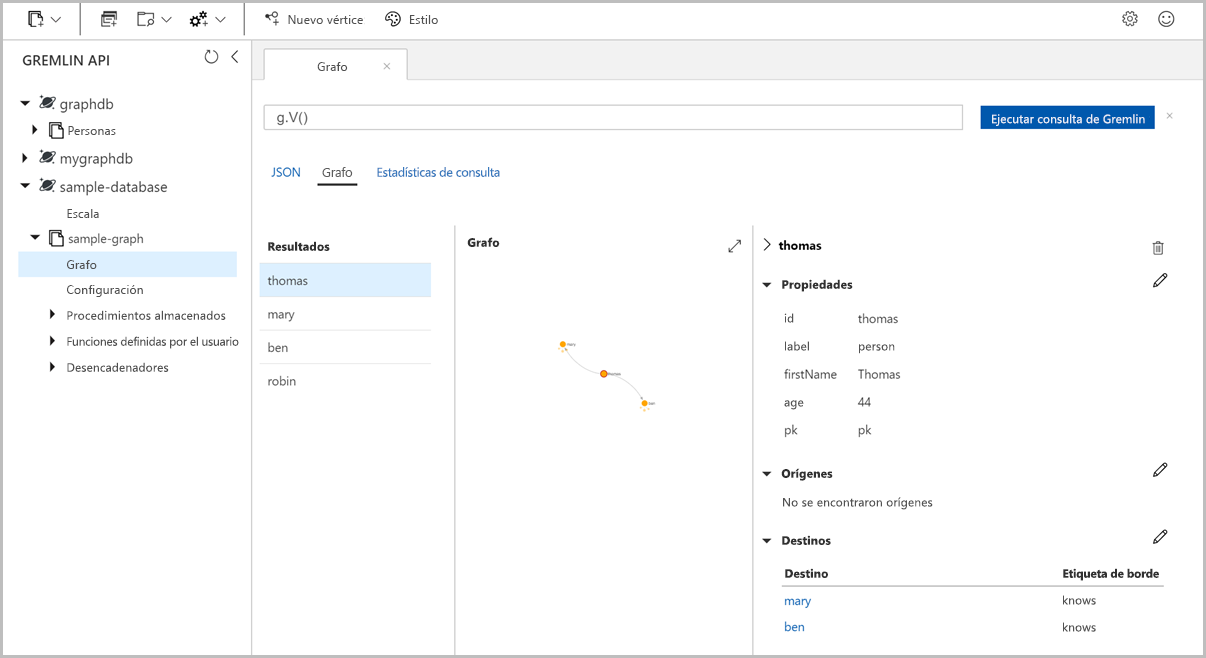 Nuevo vértice Estilo
GREMLIN API
graphdb
Personas
mygraphdb
sample-database
Escala
sample-graph
Grafo
Configuración
Procedimientos almacenados
Funciones definidas por el usuario
Desencadenadores
Grafo
g.V()
Ejecutar consulta de Gremlin
JSON Grafo Estadísticas de consulta
Resultados
thomas
mary
ben
robin
Grafo
mary
thomas
thomas
Propiedades
id thomas
label person
firstName Thomas
age 44
pk pk
Orígenes
No se encontraron orígenes
Destinos
Destino Etiqueta de borde
mary knows
ben knows